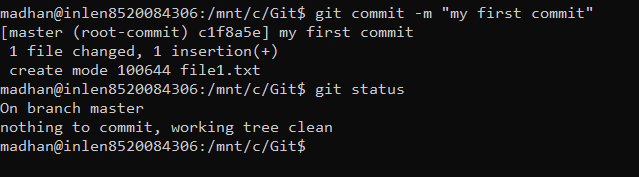 madhan@inlen8520084306:/mnt/c/Git$ git commit -m "my first commit"
[master (root-commit) c1f8a5e] my first commit
 1 file changed, 1 insertion(+)
 create mode 100644 file1.txt
madhan@inlen8520084306:/mnt/c/Git$ git status
On branch master
nothing to commit, working tree clean
madhan@inlen8520084306:/mnt/c/Git$